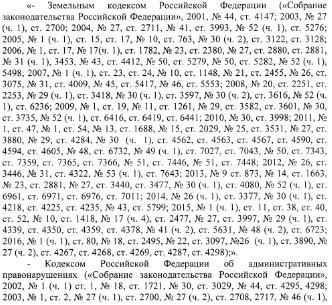 «- Земельным кодексом Российской Федерации («Собрание
законодательства Российской Федерации», 2001, № 44, ст. 4147; 2003, № 27
(ч. 1), ст. 2700; 2004, № 27, ст. 2711, № 41, ст. 3993, № 52 (ч. 1), ст. 5276;
2005, № 1 (ч. 1), ст. 15, ст. 17, № 10, ст. 763, № 30 (ч. 2), ст. 3122, ст. 3128;
2006, № 1, ст. 17, № 17(ч. 1), ст. 1782, № 23, ст. 2380, № 27, ст. 2880, ст. 2881,
№ 31 (ч. 1), 3453, № 43, ст. 4412, № 50, ст. 5279, № 50, ст. 5282, № 52 (ч. 1),
5498; 2007, № 1 (ч. 1), ст. 23, ст. 24, № 10, ст. 1148, № 21, ст. 2455, № 26, ст.
3075, № 31, ст. 4009, № 45, ст. 5417, № 46, ст. 5553; 2008, № 20, ст. 2251, ст.
2253, № 29 (ч. 1), ст. 3418, № 30 (ч. 1), ст. 3597, № 30 (ч. 2), ст. 3616, № 52 (ч.
1), ст. 6236; 2009, № 1, ст. 19, № 11, ст. 1261, № 29, ст. 3582, ст. 3601, № 30,
ст. 3735, № 52 (ч. 1), ст. 6416, ст. 6419, ст. 6441; 2010, № 30, ст. 3998; 2011, №
1, ст. 47, № 1, ст. 54, № 13, ст. 1688, № 15, ст. 2029, № 25, ст. 3531, № 27, ст.
3880, № 29, ст. 4284, № 30 (ч. 1), ст. 4562, ст. 4563, ст. 4567, ст. 4590, ст.
4594, ст. 4605, № 48, ст. 6732, № 49 (ч. 1), ст. 7027, ст. 7043, № 50, ст. 7343,
ст. 7359, ст. 7365, ст. 7366, № 51, ст. 7446, № 51, ст. 7448; 2012, № 26, ст.
3446, № 31, ст. 4322, № 53 (ч. 1), ст. 7643; 2013, № 9, ст. 873, № 14, ст. 1663,
№ 23, ст. 2881, № 27, ст. 3440, ст. 3477, № 30 (ч. 1), ст. 4080, № 52 (ч. 1), ст.
6961, ст. 6971, ст. 6976, ст. 7011; 2014, № 26 (ч. 1), ст. 3377, № 30 (ч. 1), ст.
4218, ст. 4225, ст. 4235, № 43, ст. 5799; 2015, № 1 (ч. 1), ст. 11, ст. 38, ст. 40,
ст. 52, № 10, ст. 1418, № 17 (ч. 4), ст. 2477, № 27, ст. 3997, № 29 (ч. 1), ст.
4339, ст. 4350, ст. 4359, ст. 4378, № 41 (ч. 2), ст. 5631, № 48 (ч. 2), ст. 6723;
2016, № 1 (ч. 1), ст. 80, № 18, ст. 2495, № 22, ст. 3097, №26 (ч. 1), ст. 3890, №
27 (ч. 2), ст. 4267, ст. 4268, ст. 4269, ст. 4287, ст. 4298)»;
- Кодексом Российской Федерации об административных
правонарушениях («Собрание законодательства Российской Федерации»,
2002, № 1 (ч. 1) ст. 1, № 18, ст. 1721, № 30, ст. 3029, № 44, ст. 4295, 4298;
2003, № 1, ст. 2, № 27 (ч. 1), ст. 2700, № 27 (ч. 2), ст. 2708, 2717, № 46 (ч. 1),